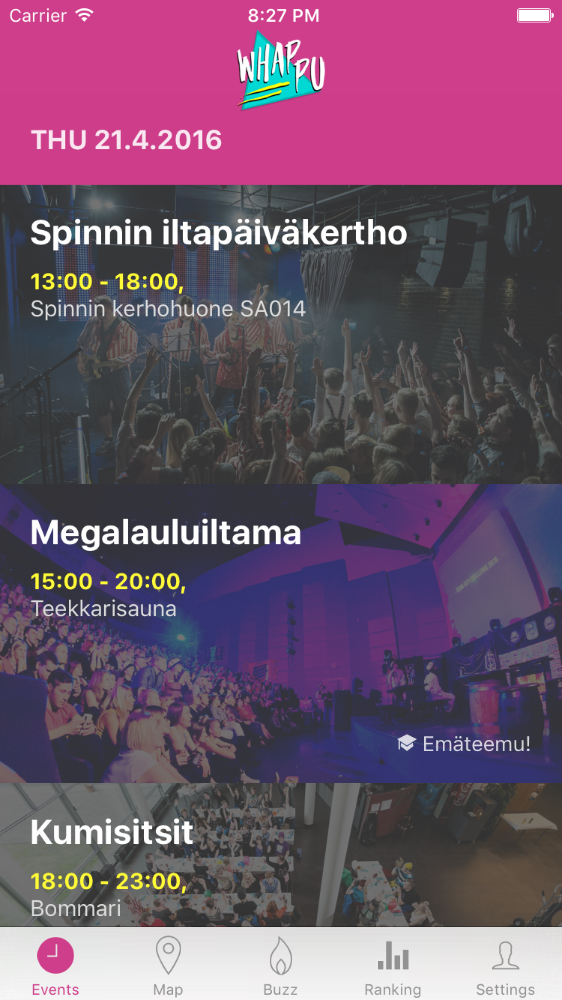 Carrier 8:27 PM
WHAPPU
THU 21.4.2016
Spinnin iltapäiväkertho
13:00 - 18:00,
Spinnin kerhohuone SA014
Megalauluiltama
15:00 - 20:00,
Teekkarisauna
Emäteemu!
Kumisitsit
18:00 - 23:00,
Bommari
Events Map Buzz Ranking Settings